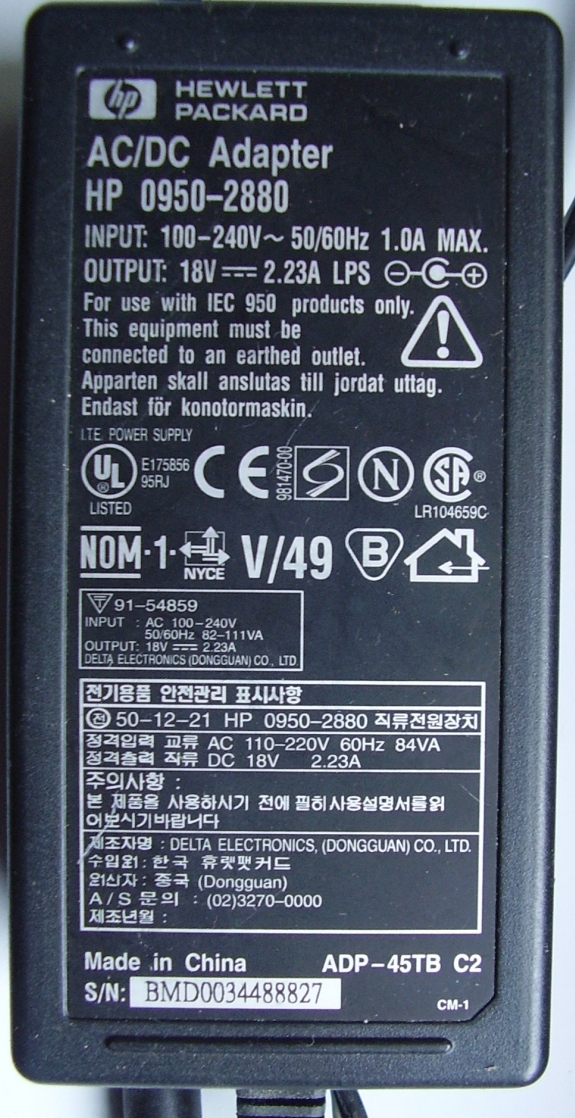 hp HEWLETT
PACKARD
AC/DC Adapter
HP 0950-2880
INPUT: 100-240V~ 50/60Hz 1.0A MAX.
OUTPUT: 18V⎓ 2.23A LPS
For use with IEC 950 products only.
This equipment must be
connected to an earthed outlet.
Apparten skall anslutas till jordat uttag.
Endast för konotormaskin.
I.T.E. POWER SUPPLY
UL
E175856
95RJ
LISTED
CE
981470-00
N
SA
LR104659C
NOM-1-
NYCE
V/49
B
91-54859
INPUT : AC 100-240V
50/60Hz 82-111VA
OUTPUT: 18V⎓ 2.23A
DELTA ELECTRONICS (DONGGUAN) CO., LTD.
전기용품 안전관리 표시사항
전 50-12-21 HP 0950-2880 직류전원장치
정격입력 교류 AC 110-220V 60Hz 84VA
정격출력 직류 DC 18V 2.23A
주의사항 :
본 제품을 사용하시기 전에 필히사용설명서를읽
어보시기바랍니다
제조자명 : DELTA ELECTRONICS, (DONGGUAN) CO., LTD.
수입원: 한국 휴렛팩커드
원산자: 중국 (Dongguan)
A/S 문의 : (02)3270-0000
제조년월 :
Made in China ADP-45TB C2
S/N: BMD0034488827
CM-1